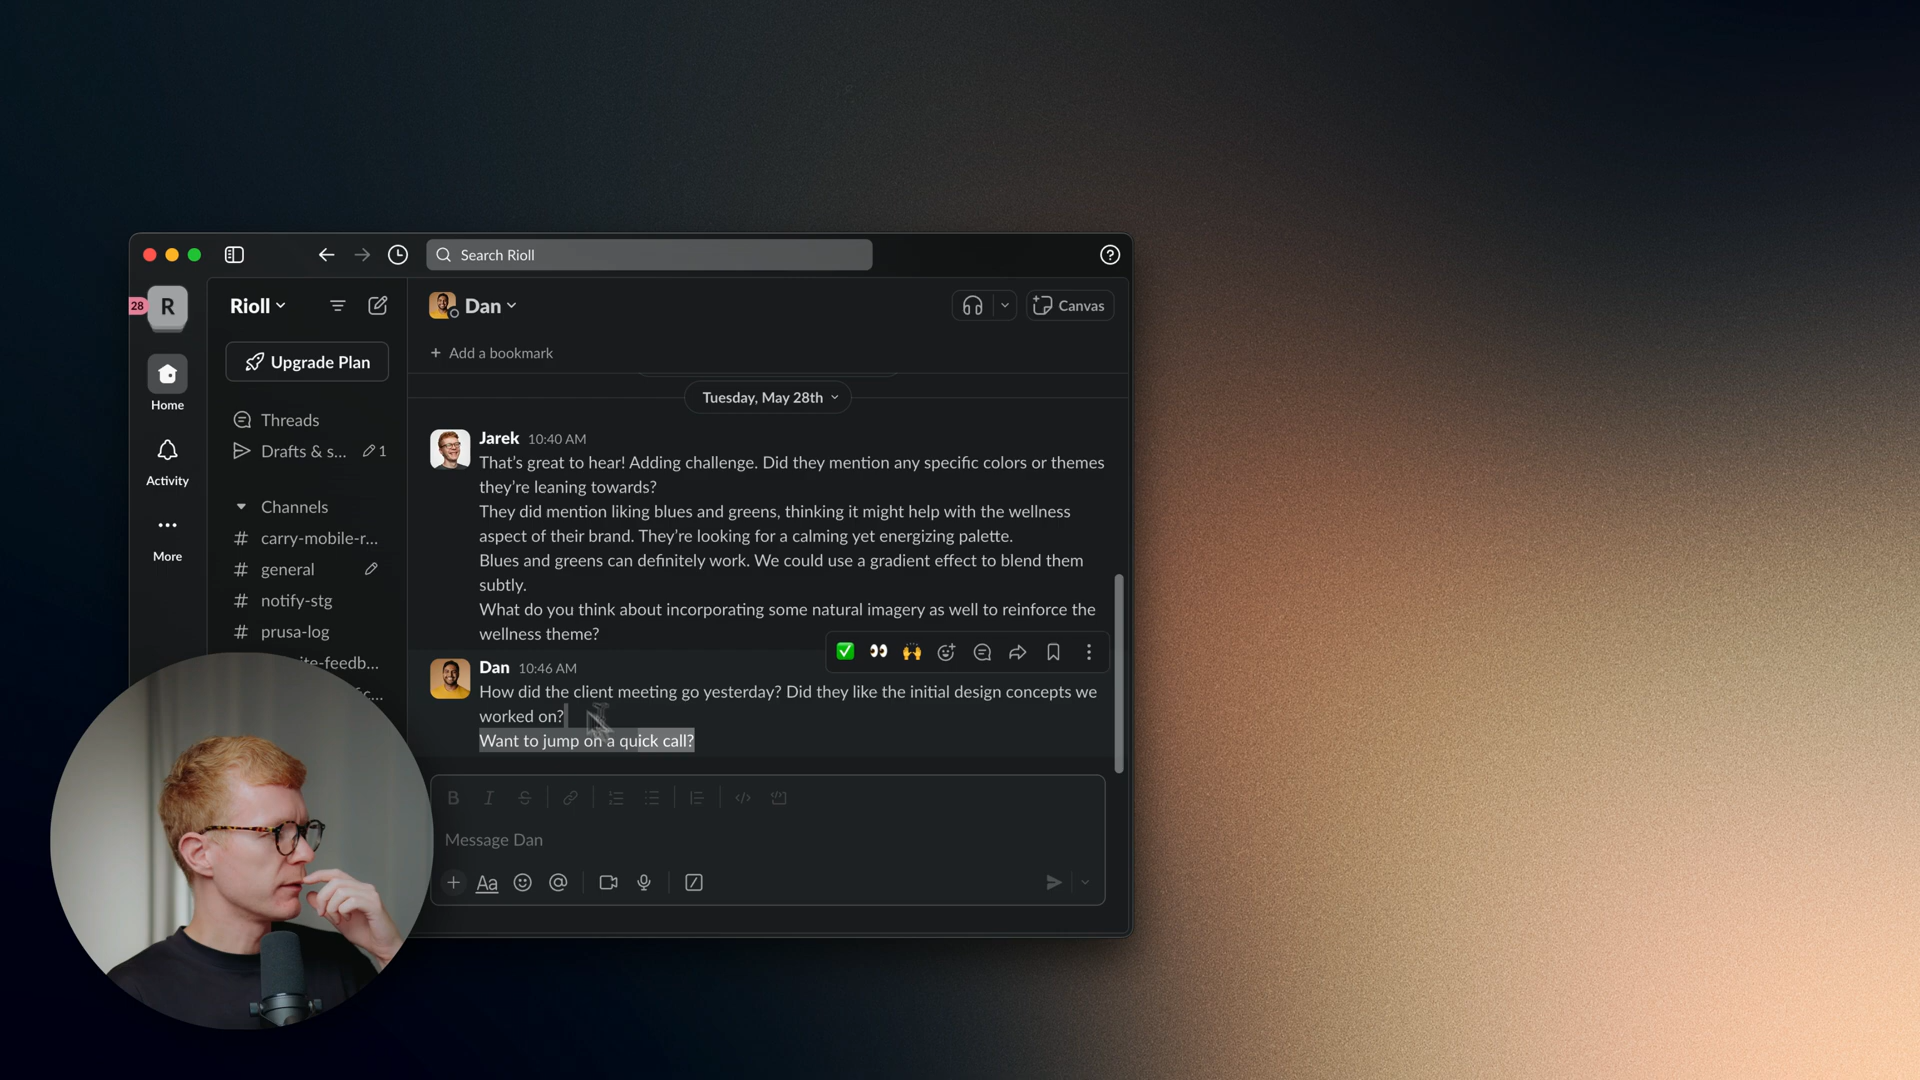 Search Rioll
28
R
Rioll
Dan
Canvas
Upgrade Plan
Add a bookmark
Home
Threads
Drafts & s... 1
Activity
Channels
# carry-mobile-r...
More
# general
# notify-stg
# prusa-log
ite-feedb...
c...
Tuesday, May 28th
Jarek 10:40 AM
That's great to hear! Adding challenge. Did they mention any specific colors or themes
they're leaning towards?
They did mention liking blues and greens, thinking it might help with the wellness
aspect of their brand. They're looking for a calming yet energizing palette.
Blues and greens can definitely work. We could use a gradient effect to blend them
subtly.
What do you think about incorporating some natural imagery as well to reinforce the
wellness theme?
Dan 10:46 AM
How did the client meeting go yesterday? Did they like the initial design concepts we
worked on?
Want to jump on a quick call?
B I S
Message Dan
Aa